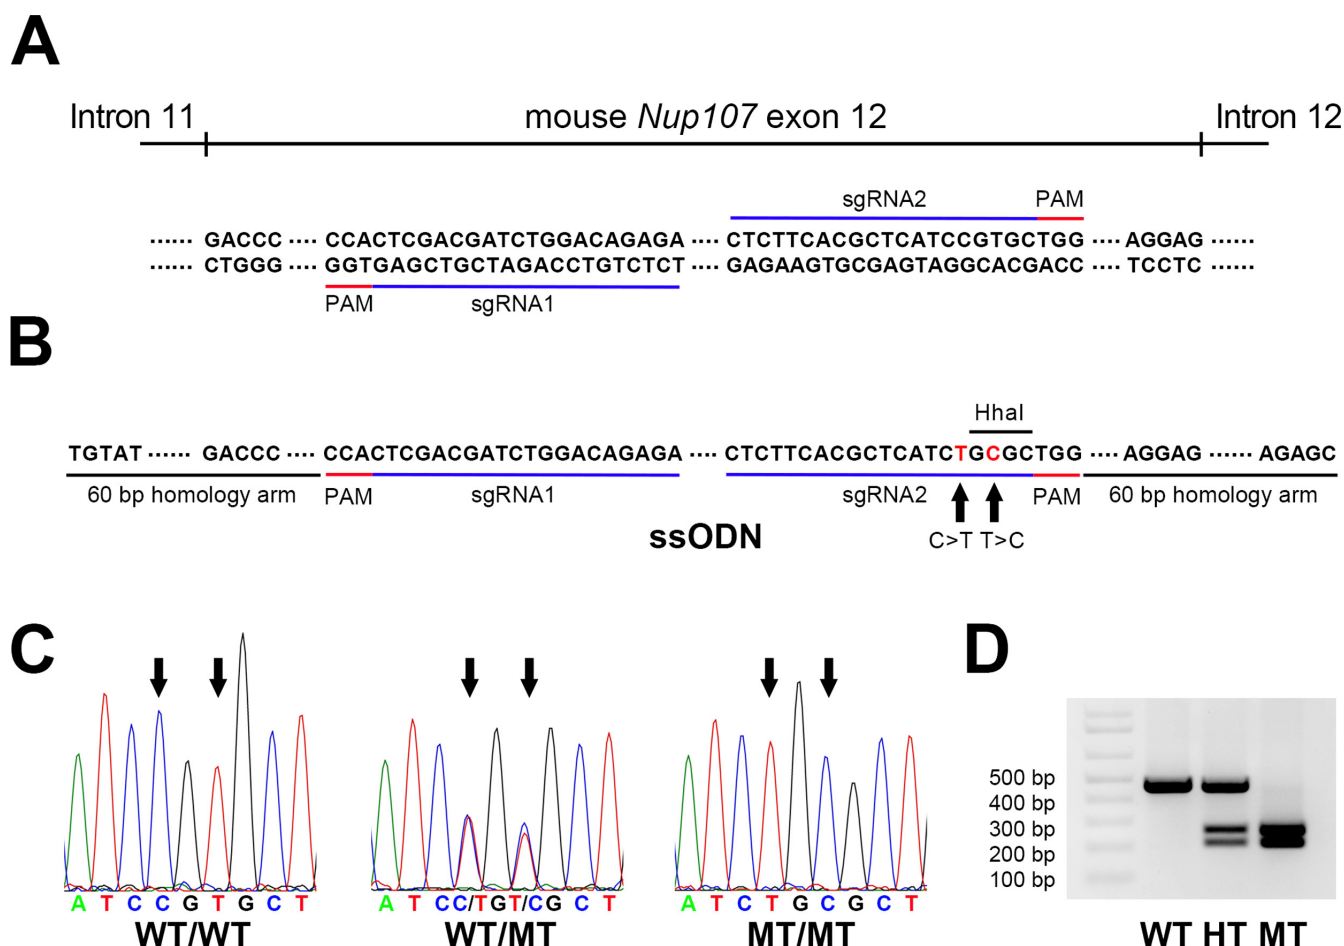 A
Intron 11 mouse Nup107 exon 12 Intron 12
sgRNA2 PAM
...... GACCC .... CCACTCGACGATCTGGACAGAGA .... CTCTTCACGCTCATCCGTGCTGG .... AGGAG ......
...... CTGGG .... GGTGAGCTGCTAGACCTGTCTCT .... GAGAAGTGCGAGTAGGCACGACC .... TCCTC ......
PAM sgRNA1
B
HhaI
TGTAT ...... GACCC .... CCACTCGACGATCTGGACAGAGA .... CTCTTCACGCTCATCTGCGCTGG .... AGGAG ...... AGAGC
60 bp homology arm PAM sgRNA1 sgRNA2 PAM 60 bp homology arm
C>T T>C
ssODN
C
A T C C G T G C T
WT/WT
A T C C/T G T/C G C T
WT/MT
A T C T G C G C T
MT/MT
D
500 bp
400 bp
300 bp
200 bp
100 bp
WT HT MT